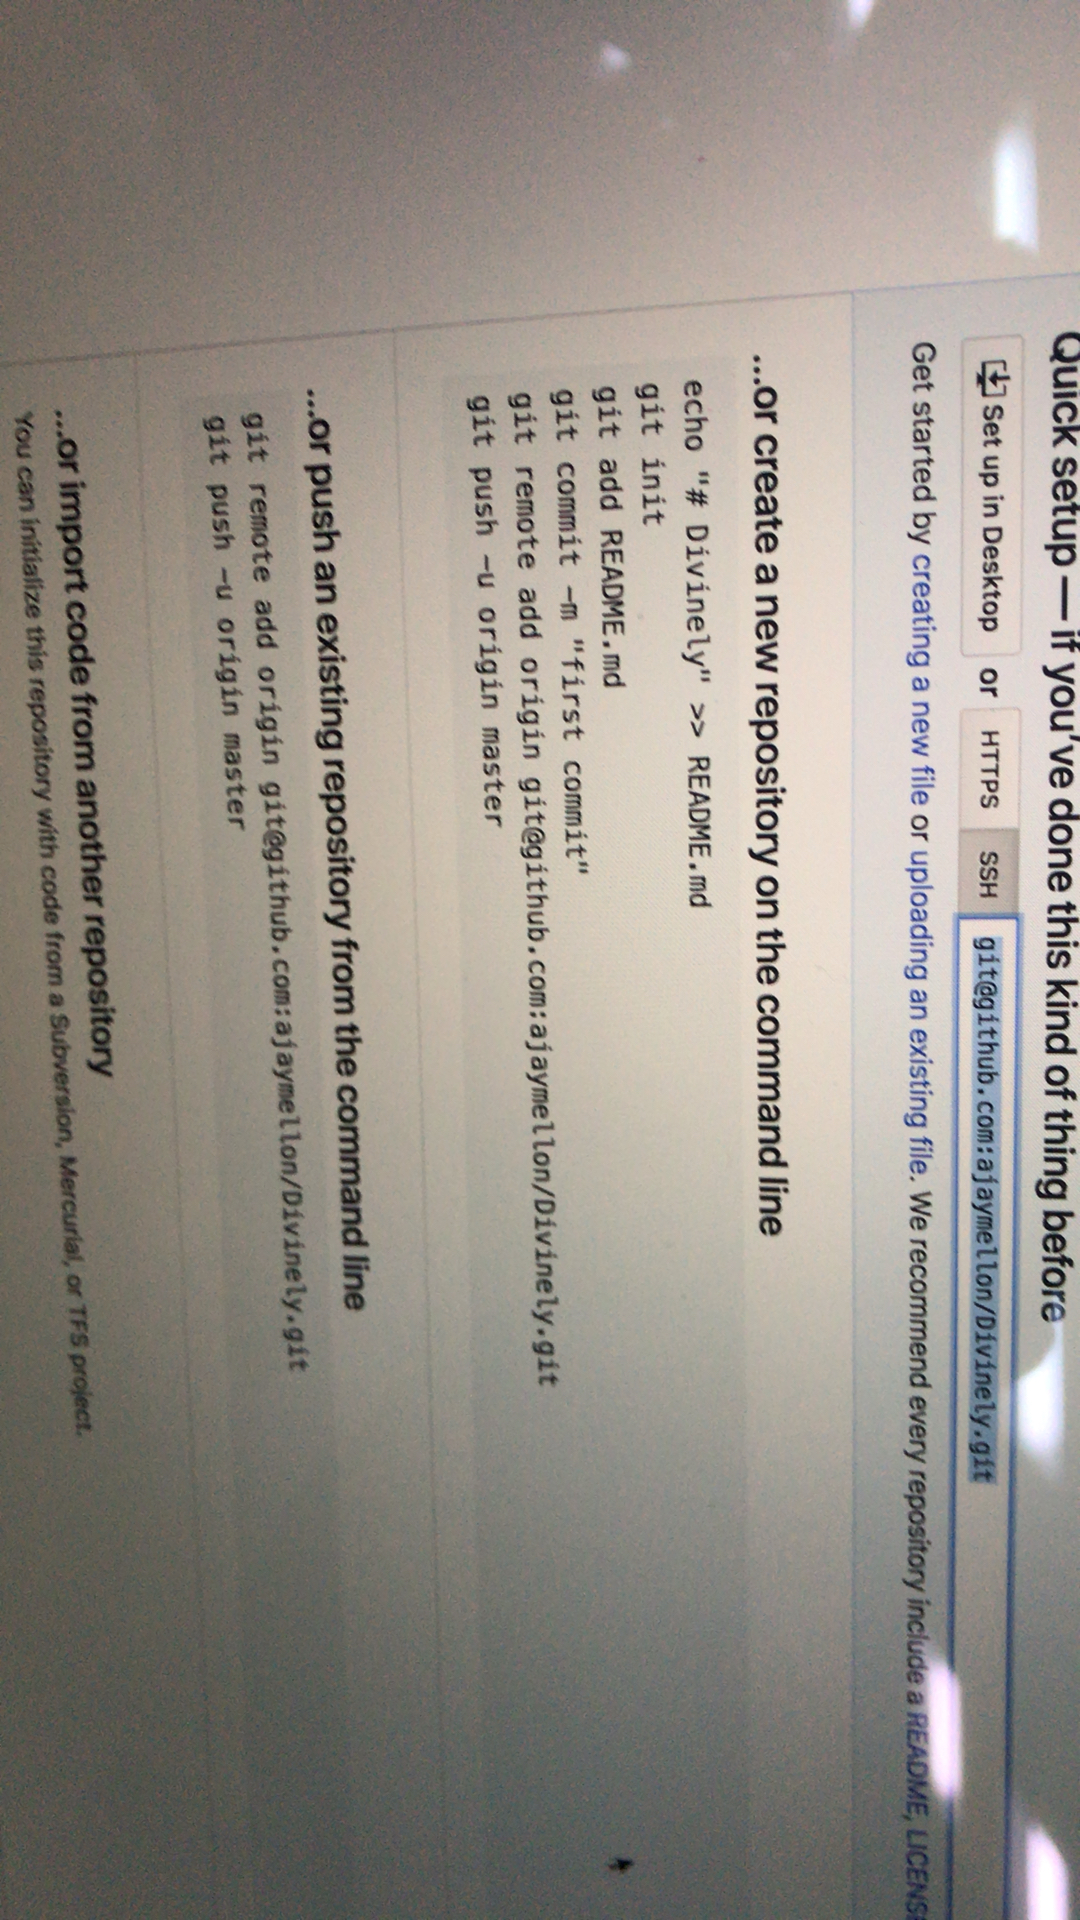 Quick setup — if you've done this kind of thing before
Set up in Desktop or HTTPS SSH git@github.com:ajaymellon/Divinely.git
Get started by creating a new file or uploading an existing file. We recommend every repository include a README, LICENSE
...or create a new repository on the command line
echo "# Divinely" >> README.md
git init
git add README.md
git commit -m "first commit"
git remote add origin git@github.com:ajaymellon/Divinely.git
git push -u origin master
...or push an existing repository from the command line
git remote add origin git@github.com:ajaymellon/Divinely.git
git push -u origin master
...or import code from another repository
You can initialize this repository with code from a Subversion, Mercurial, or TFS project.